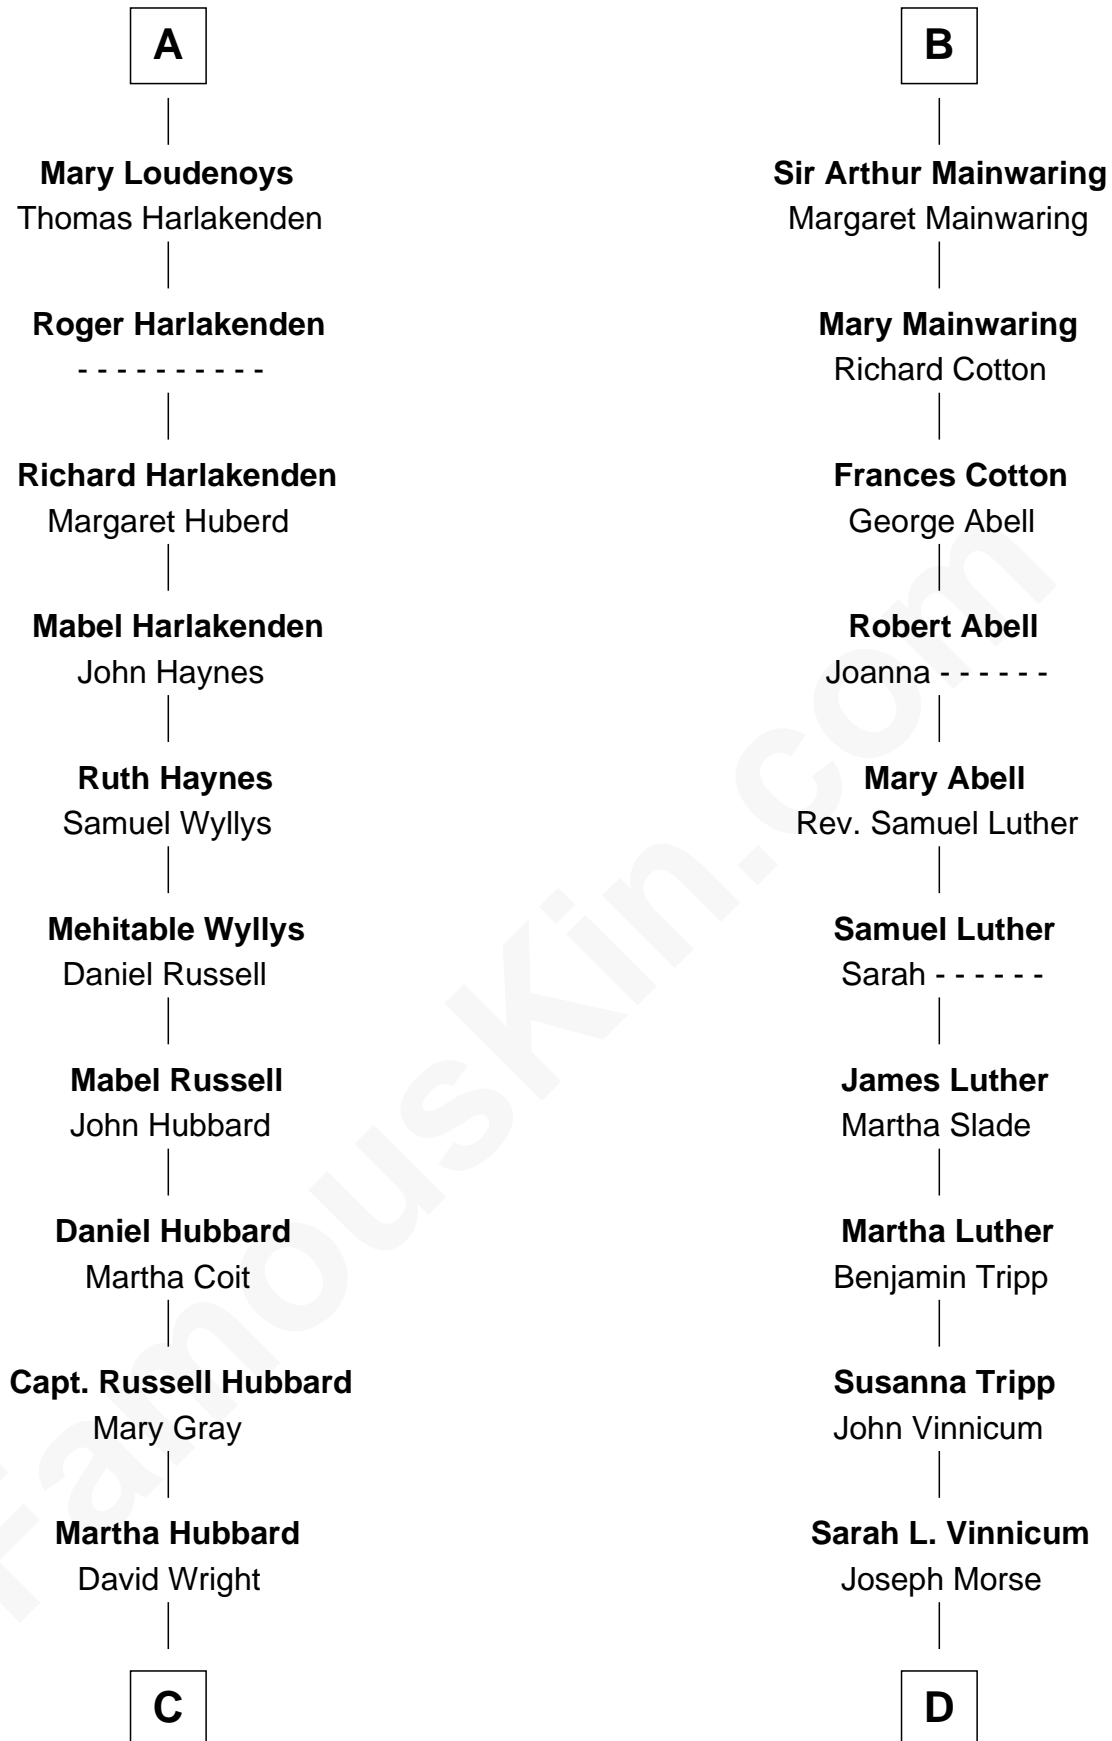 A
Mary Loudenoys
Thomas Harlakenden
Roger Harlakenden
- - - - - - - - - -
Richard Harlakenden
Margaret Huberd
Mabel Harlakenden
John Haynes
Ruth Haynes
Samuel Wyllys
Mehitable Wyllys
Daniel Russell
Mabel Russell
John Hubbard
Daniel Hubbard
Martha Coit
Capt. Russell Hubbard
Mary Gray
Martha Hubbard
David Wright
C
B
Sir Arthur Mainwaring
Margaret Mainwaring
Mary Mainwaring
Richard Cotton
Frances Cotton
George Abell
Robert Abell
Joanna - - - - - -
Mary Abell
Rev. Samuel Luther
Samuel Luther
Sarah - - - - - -
James Luther
Martha Slade
Martha Luther
Benjamin Tripp
Susanna Tripp
John Vinnicum
Sarah L. Vinnicum
Joseph Morse
D
FamousKin.com